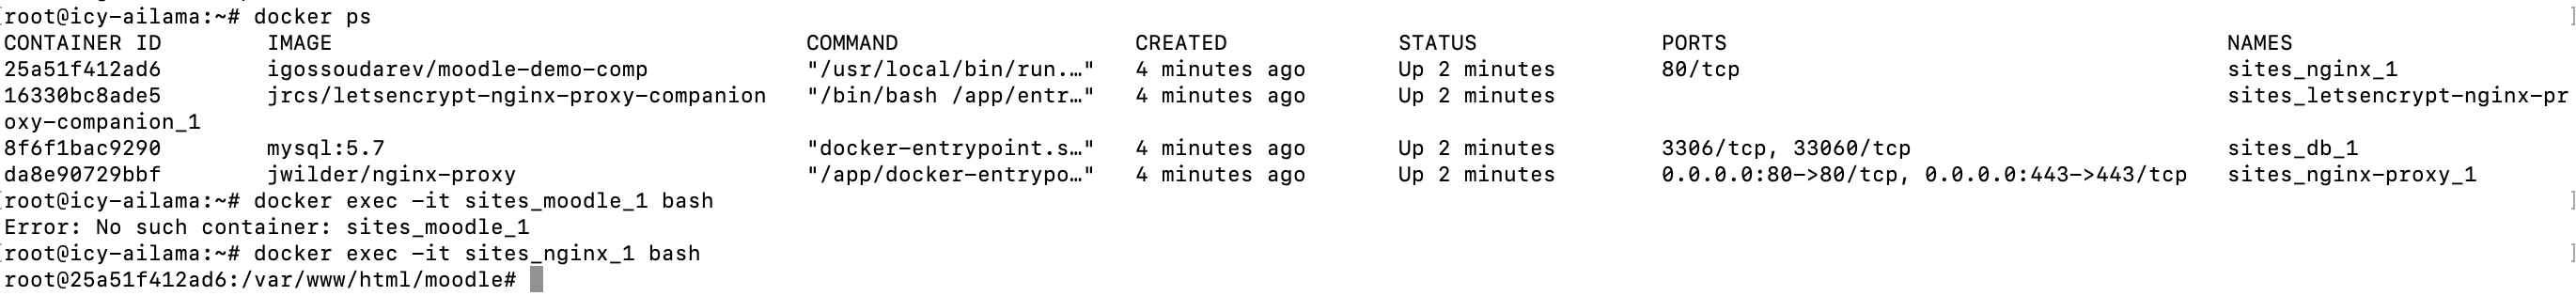 [root@icy-ailama:~# docker ps ]
CONTAINER ID IMAGE COMMAND CREATED STATUS PORTS NAMES
25a51f412ad6 igossoudarev/moodle-demo-comp "/usr/local/bin/run.…" 4 minutes ago Up 2 minutes 80/tcp sites_nginx_1
16330bc8ade5 jrcs/letsencrypt-nginx-proxy-companion "/bin/bash /app/entr…" 4 minutes ago Up 2 minutes sites_letsencrypt-nginx-pr
oxy-companion_1
8f6f1bac9290 mysql:5.7 "docker-entrypoint.s…" 4 minutes ago Up 2 minutes 3306/tcp, 33060/tcp sites_db_1
da8e90729bbf jwilder/nginx-proxy "/app/docker-entrypo…" 4 minutes ago Up 2 minutes 0.0.0.0:80->80/tcp, 0.0.0.0:443->443/tcp sites_nginx-proxy_1
[root@icy-ailama:~# docker exec -it sites_moodle_1 bash ]
Error: No such container: sites_moodle_1
[root@icy-ailama:~# docker exec -it sites_nginx_1 bash ]
root@25a51f412ad6:/var/www/html/moodle#